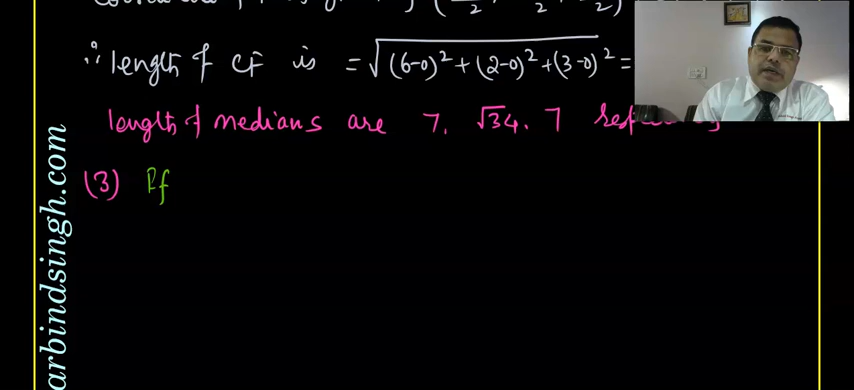 ∴ length of CF is = √(6-0)² + (2-0)² + (3-0)² =
length of medians are 7, √34, 7
(3) If
arbindsingh.com